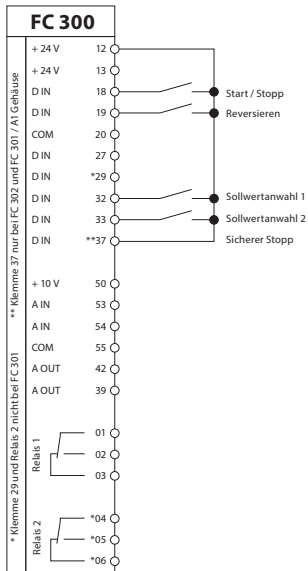 FC 300
+ 24 V 12
+ 24 V 13
D IN 18 Start / Stopp
D IN 19 Reversieren
COM 20
D IN 27
D IN *29
D IN 32 Sollwertanwahl 1
D IN 33 Sollwertanwahl 2
D IN **37 Sicherer Stopp
+ 10 V 50
A IN 53
A IN 54
COM 55
A OUT 42
A OUT 39
Relais 1
01
02
03
Relais 2
*04
*05
*06
* Klemme 29 und Relais 2 nicht bei FC 301
** Klemme 37 nur bei FC 302 und FC 301 / A1 Gehäuse